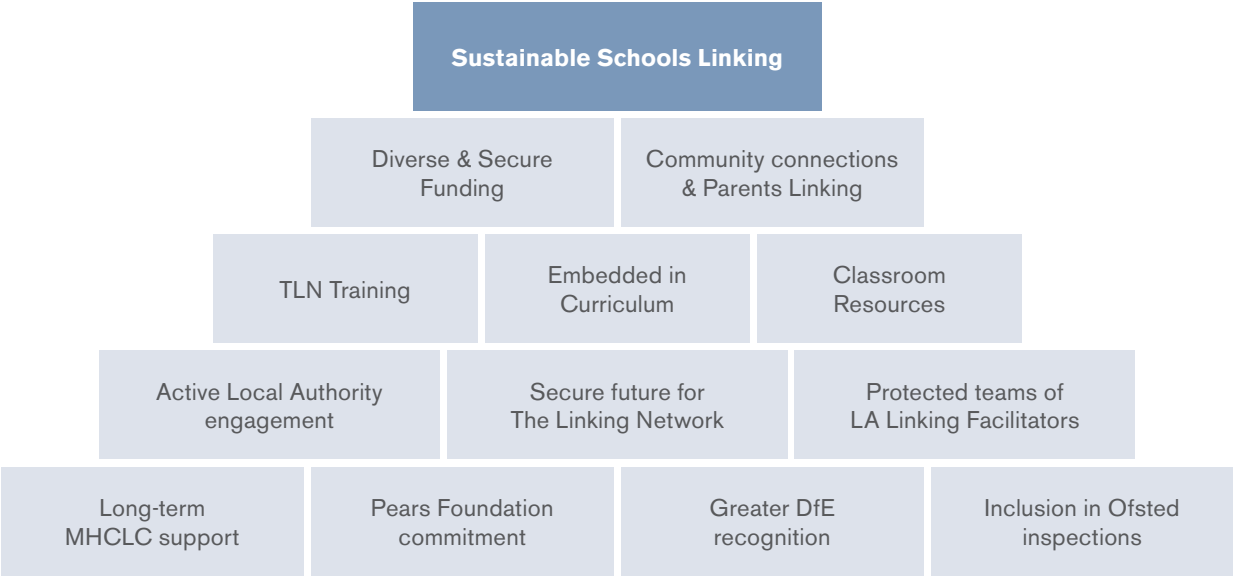 Sustainable Schools Linking
Diverse & Secure
Funding
Community connections
& Parents Linking
TLN Training
Embedded in
Curriculum
Classroom
Resources
Active Local Authority
engagement
Secure future for
The Linking Network
Protected teams of
LA Linking Facilitators
Long-term
MHCLC support
Pears Foundation
commitment
Greater DfE
recognition
Inclusion in Ofsted
inspections